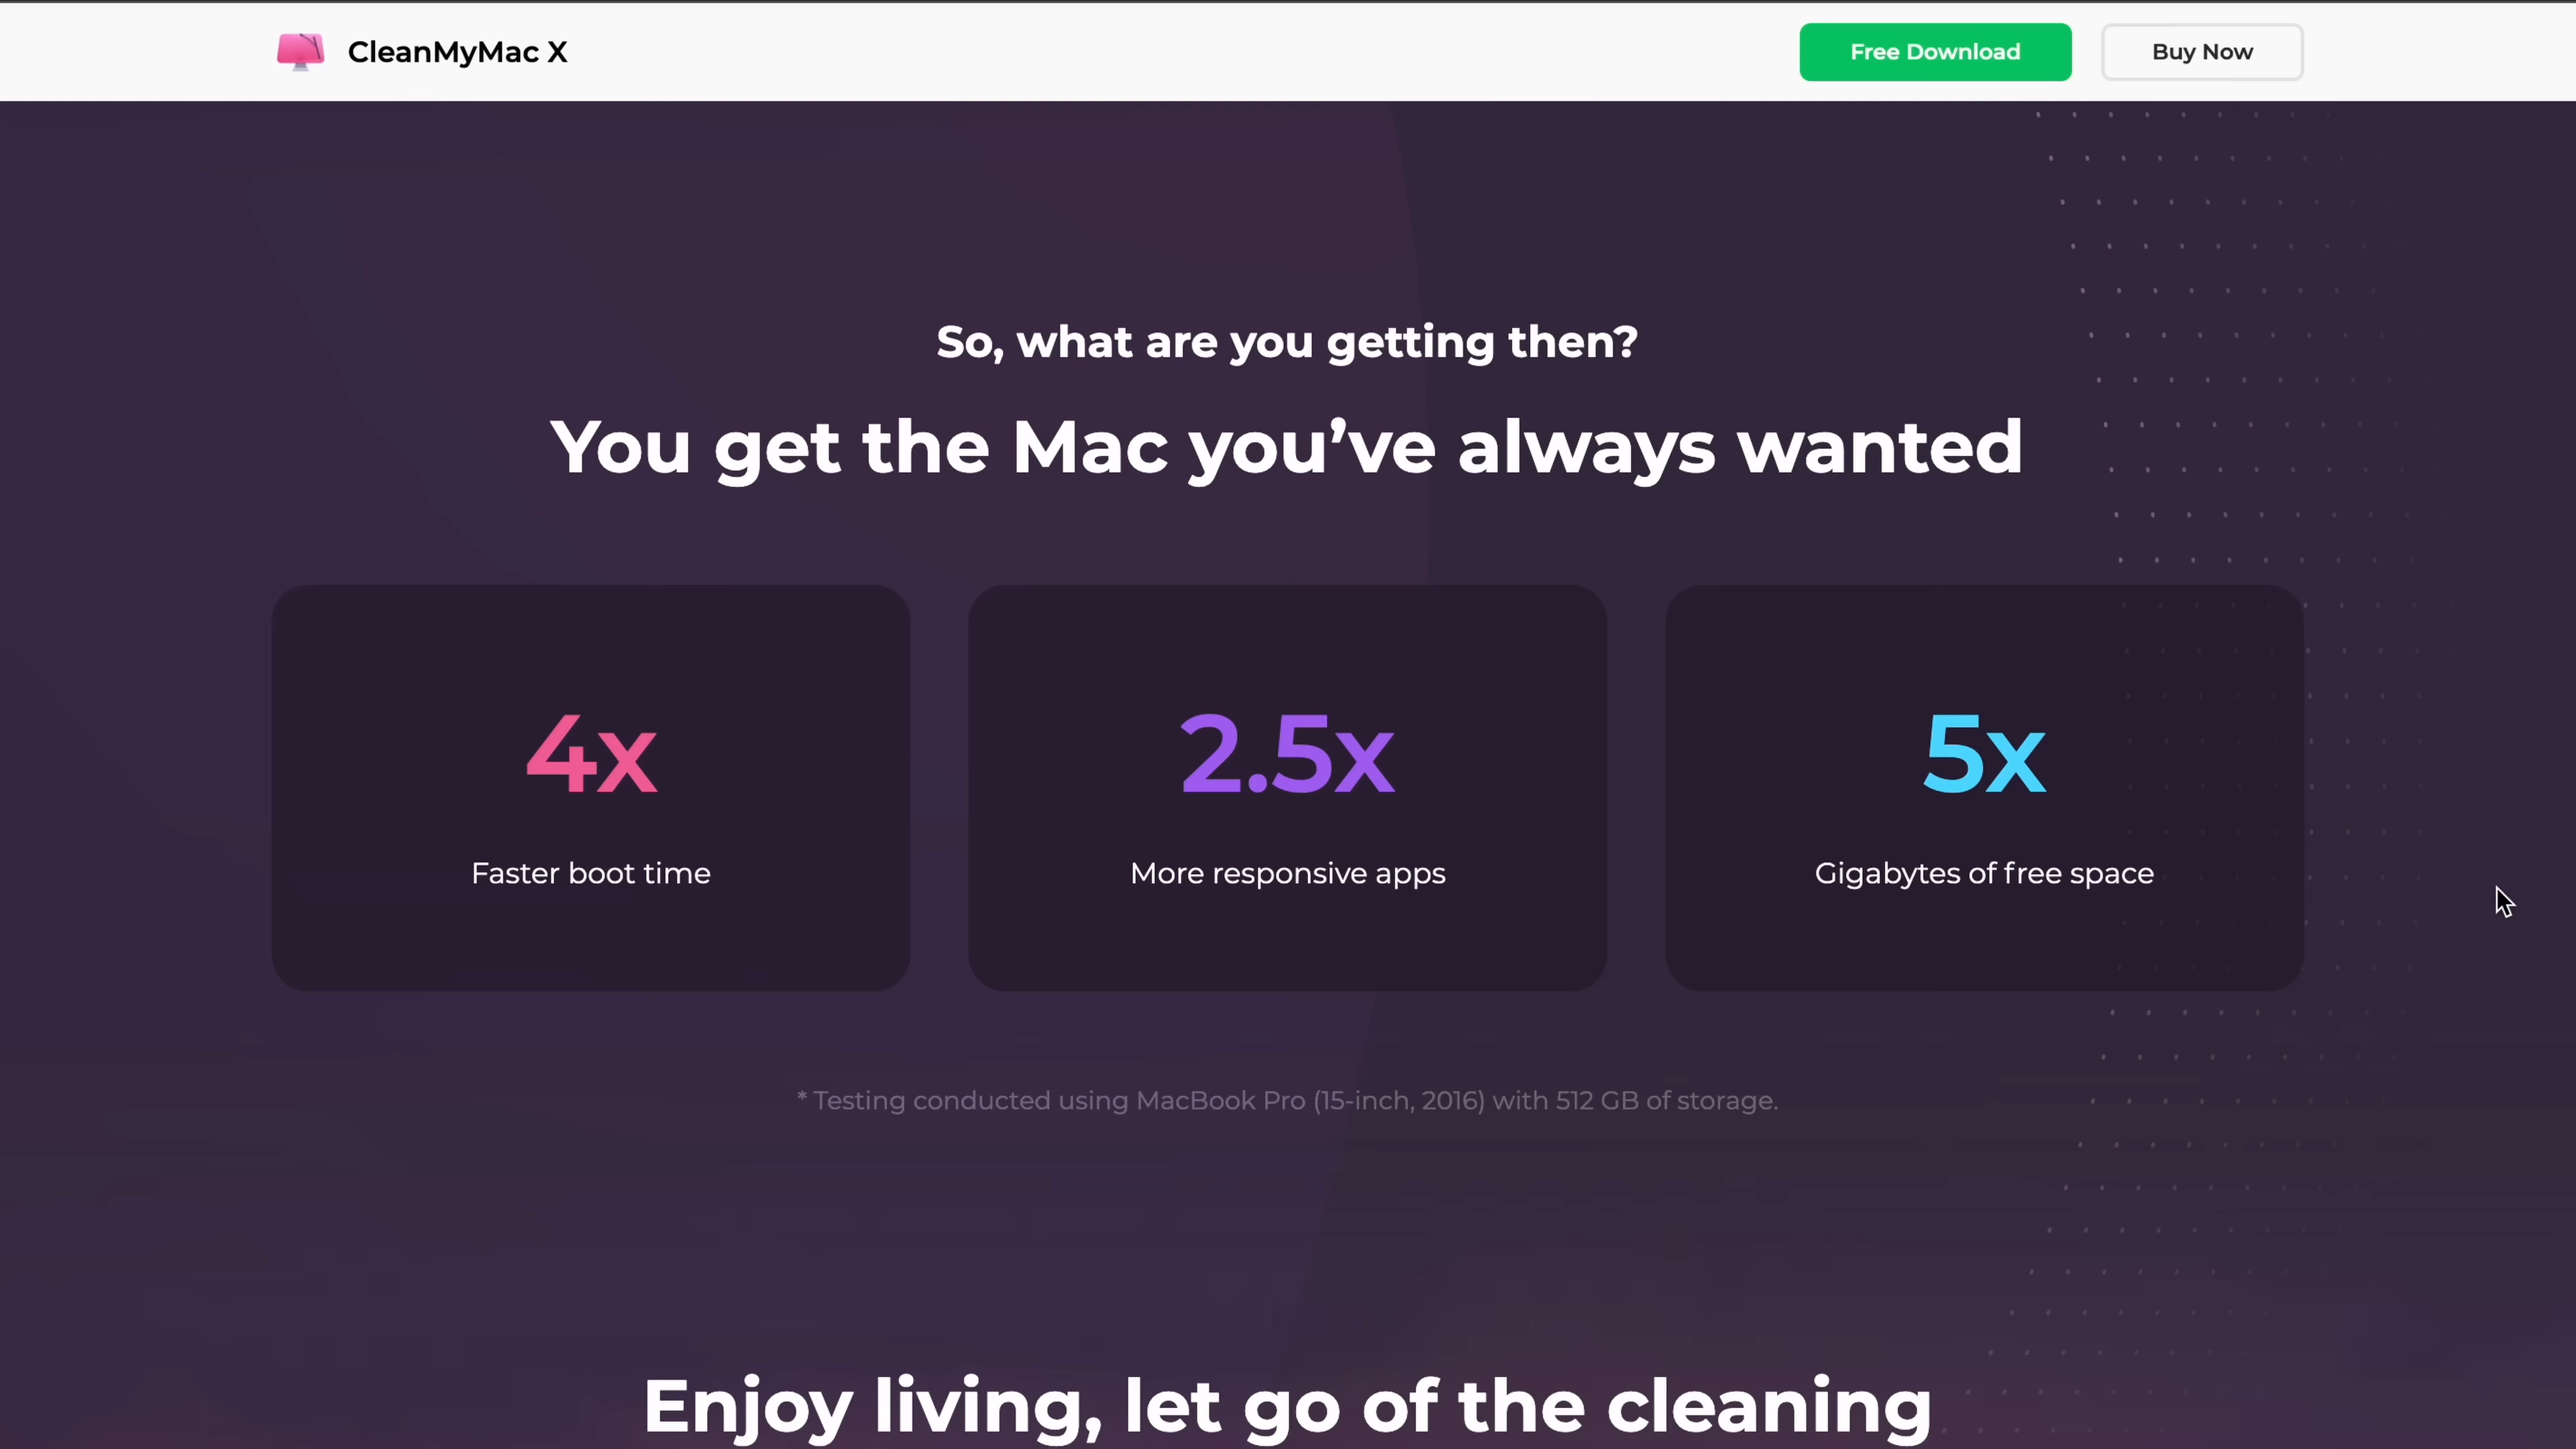 CleanMyMac X
Free Download
Buy Now
So, what are you getting then?
You get the Mac you’ve always wanted
4x
Faster boot time
2.5x
More responsive apps
5x
Gigabytes of free space
* Testing conducted using MacBook Pro (15-inch, 2016) with 512 GB of storage.
Enjoy living, let go of the cleaning